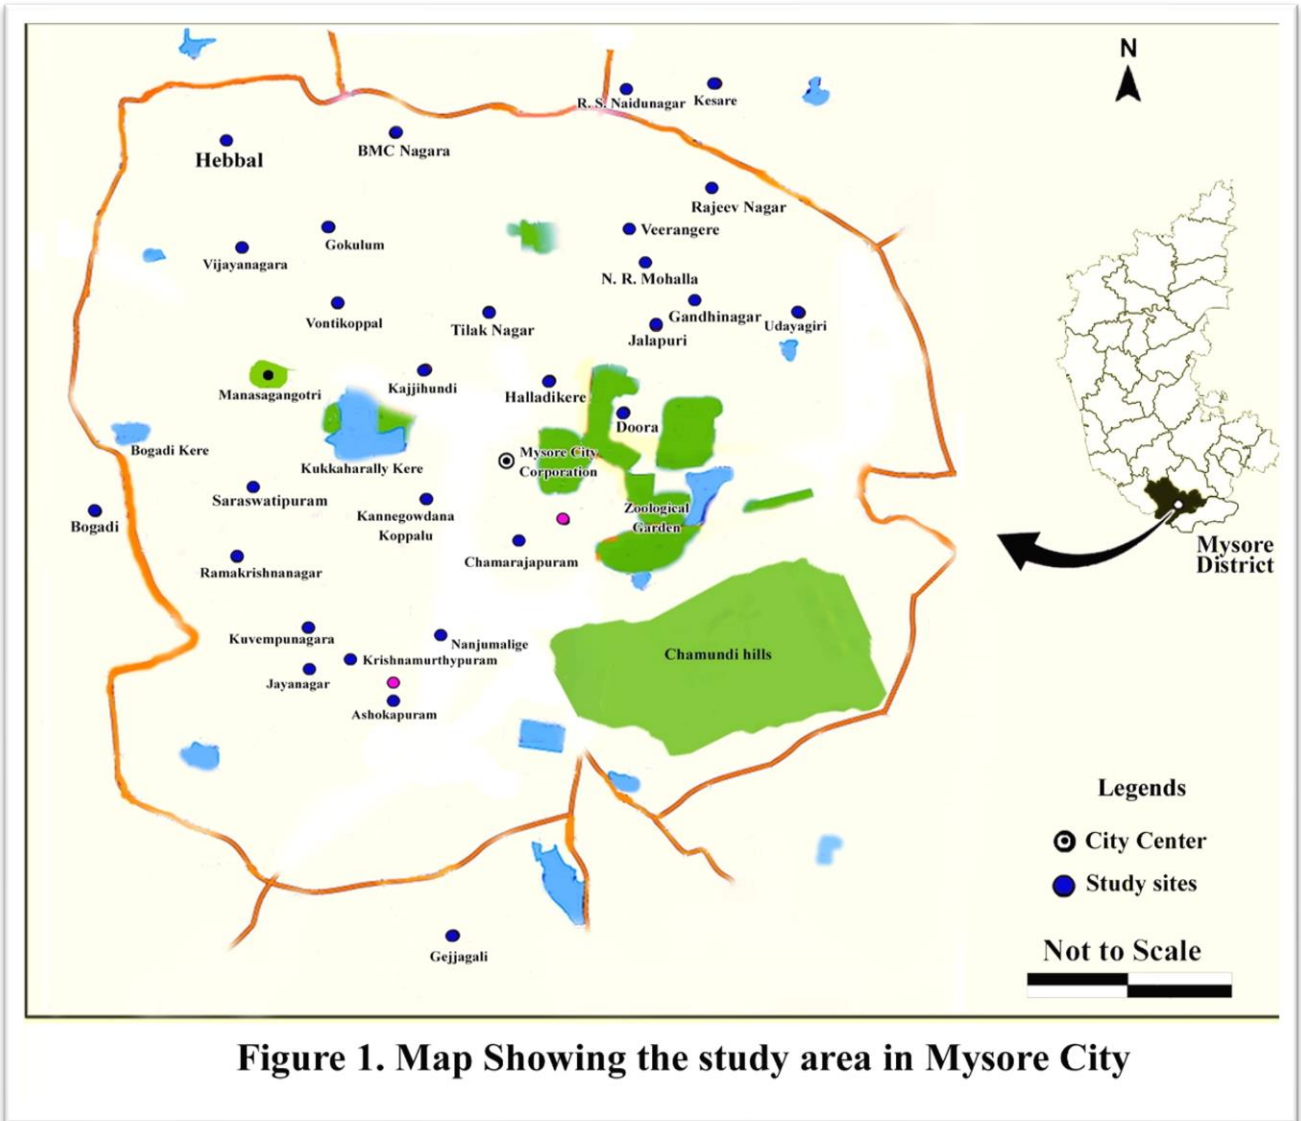 N
R. S. Naidunagar
Kesare
Hebbal
BMC Nagara
Rajeev Nagar
Veerangere
Gokulum
Vijayanagara
N. R. Mohalla
Vontikoppal
Tilak Nagar
Gandhinagar
Udayagiri
Jalapuri
Manasagangotri
Kajjihundi
Halladikere
Doora
Bogadi Kere
Kukkaharally Kere
Mysore City
Corporation
Saraswatipuram
Kannegowdana
Koppalu
Zoological
Garden
Bogadi
Chamarajapuram
Ramakrishnanagar
Mysore
District
Kuvempunagara
Nanjumalige
Krishnamurthypuram
Chamundi hills
Jayanagar
Ashokapuram
Legends
City Center
Study sites
Not to Scale
Gejjagali
Figure 1. Map Showing the study area in Mysore City